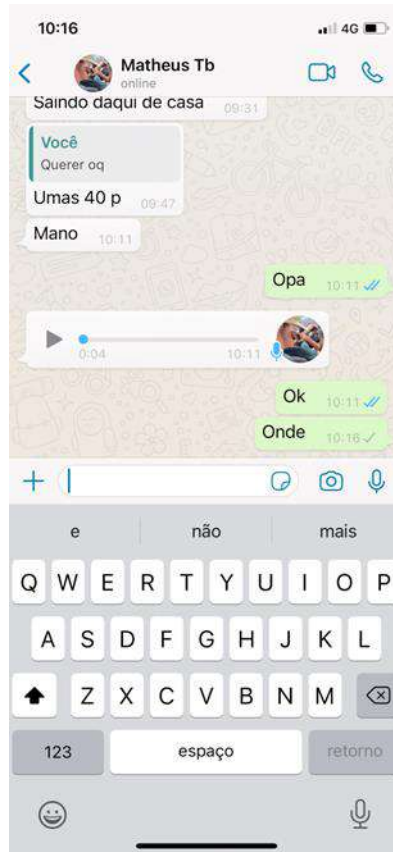 10:16
4G
Matheus Tb
online
Saindo daqui de casa 09:31
Você
Querer oq
Umas 40 p 09:47
Mano 10:11
Opa 10:11
0:04 10:11
Ok 10:11
Onde 10:16
e não mais
Q W E R T Y U I O P
A S D F G H J K L
Z X C V B N M
123 espaço retorno